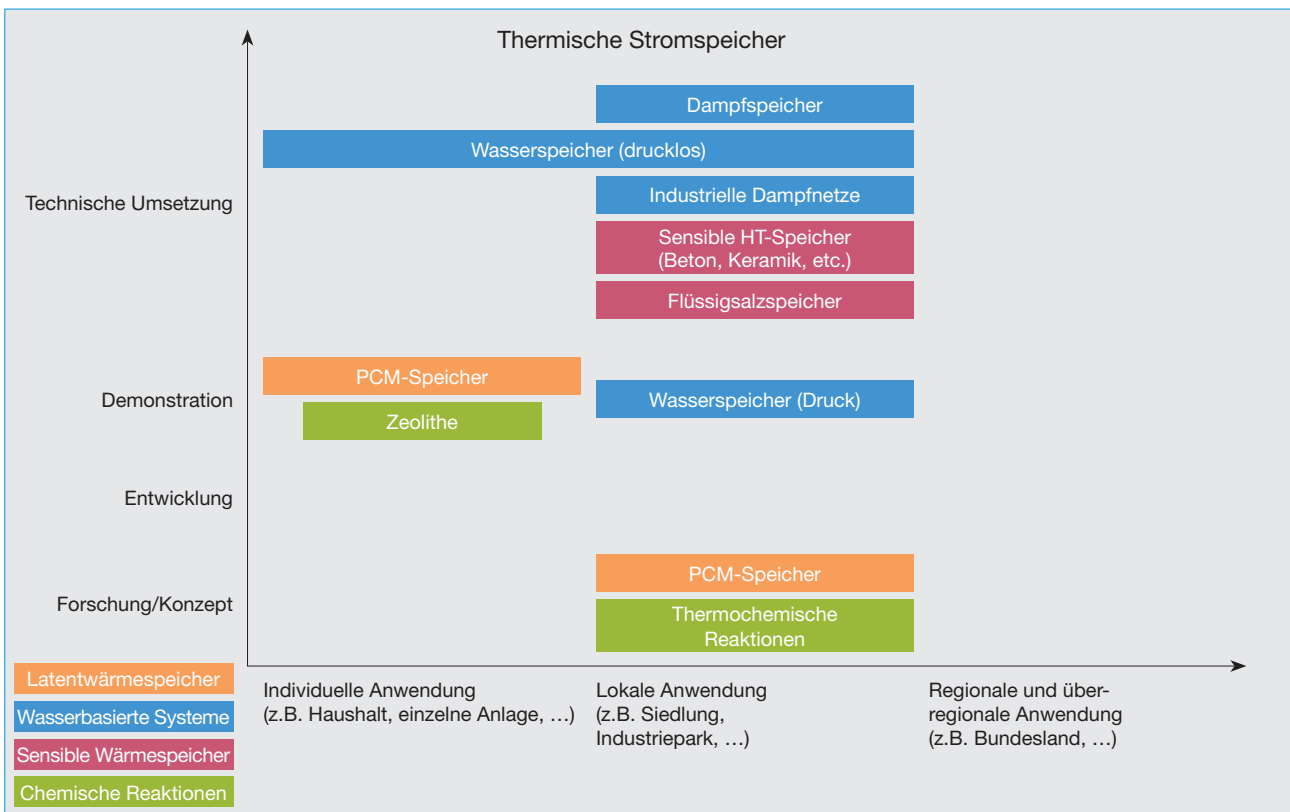 Thermische Stromspeicher
Dampfspeicher
Wasserspeicher (drucklos)
Technische Umsetzung
Industrielle Dampfnetze
Sensible HT-Speicher
(Beton, Keramik, etc.)
Flüssigsalzspeicher
PCM-Speicher
Demonstration
Wasserspeicher (Druck)
Zeolithe
Entwicklung
PCM-Speicher
Forschung/Konzept
Thermochemische
Reaktionen
Latentwärmespeicher
Wasserbasierte Systeme
Sensible Wärmespeicher
Chemische Reaktionen
Individuelle Anwendung
(z.B. Haushalt, einzelne Anlage, …)
Lokale Anwendung
(z.B. Siedlung,
Industriepark, …)
Regionale und über-
regionale Anwendung
(z.B. Bundesland, …)